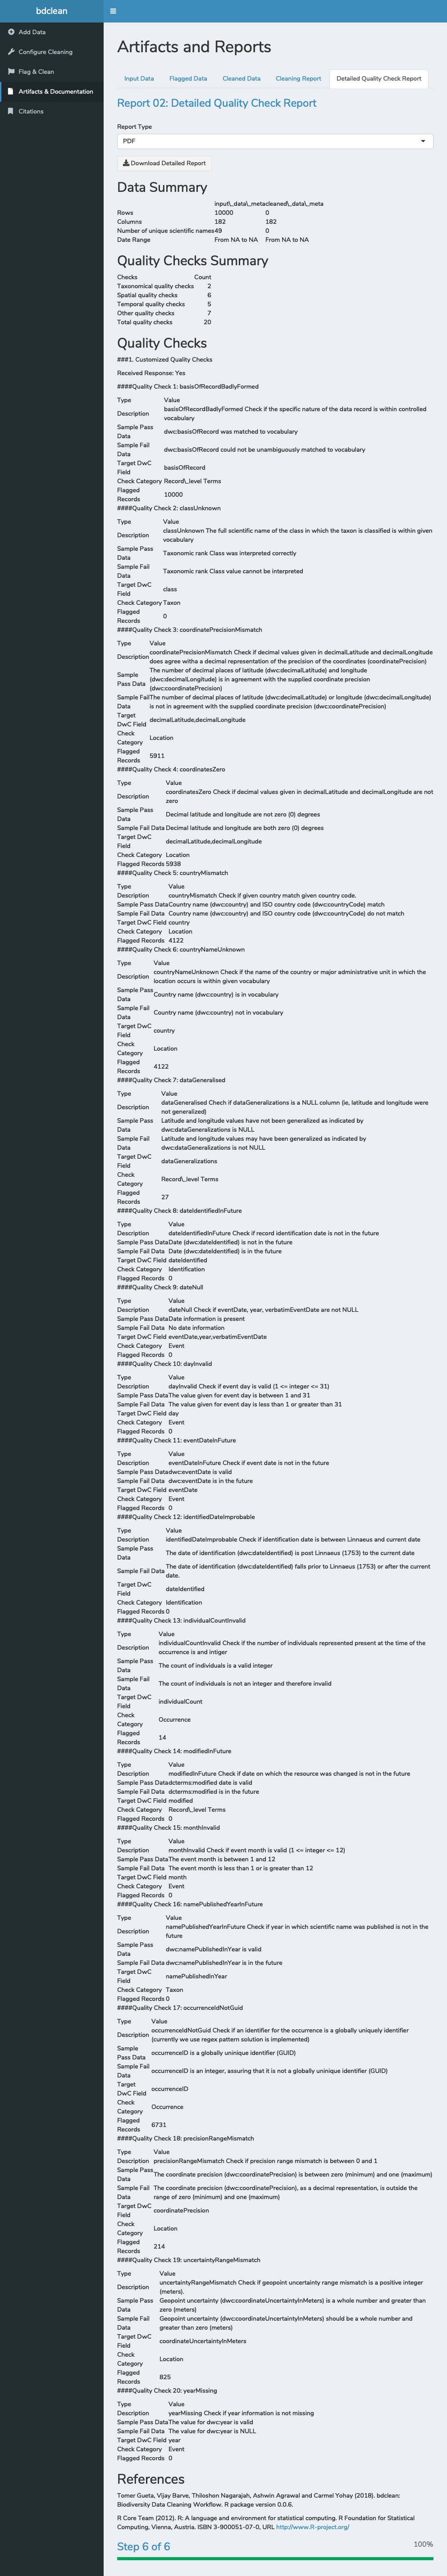 bdclean
Add Data
Configure Cleaning
Flag & Clean
Artifacts & Documentation
Citations
Artifacts and Reports
Input Data
Flagged Data
Cleaned Data
Cleaning Report
Detailed Quality Check Report
Report 02: Detailed Quality Check Report
Report Type
PDF
Download Detailed Report
Data Summary
input\_data\_meta cleaned\_data\_meta
Rows 10000 0
Columns 182 182
Number of unique scientific names 49 0
Date Range From NA to NA From NA to NA
Quality Checks Summary
Checks Count
Taxonomical quality checks 2
Spatial quality checks 6
Temporal quality checks 5
Other quality checks 7
Total quality checks 20
Quality Checks
###1. Customized Quality Checks
Received Response: Yes
####Quality Check 1: basisOfRecordBadlyFormed
Type Value
Description basisOfRecordBadlyFormed Check if the specific nature of the data record is within controlled
vocabulary
Sample Pass
Data dwc:basisOfRecord was matched to vocabulary
Sample Fail
Data dwc:basisOfRecord could not be unambiguously matched to vocabulary
Target DwC
Field basisOfRecord
Check Category Record\_level Terms
Flagged
Records 10000
####Quality Check 2: classUnknown
Type Value
Description classUnknown The full scientific name of the class in which the taxon is classified is within given
vocabulary
Sample Pass
Data Taxonomic rank Class was interpreted correctly
Sample Fail
Data Taxonomic rank Class value cannot be interpreted
Target DwC
Field class
Check Category Taxon
Flagged
Records 0
####Quality Check 3: coordinatePrecisionMismatch
Type Value
Description coordinatePrecisionMismatch Check if decimal values given in decimalLatitude and decimalLongitude
does agree witha a decimal representation of the precision of the coordinates (coordinatePrecision)
Sample
Pass Data The number of decimal places of latitude (dwc:decimalLatitude) and longitude
(dwc:decimalLongitude) is in agreement with the supplied coordinate precision
(dwc:coordinatePrecision)
Sample Fail
Data The number of decimal places of latitude (dwc:decimalLatitude) or longitude (dwc:decimalLongitude)
is not in agreement with the supplied coordinate precision (dwc:coordinatePrecision)
Target
DwC Field decimalLatitude,decimalLongitude
Check
Category Location
Flagged
Records 5911
####Quality Check 4: coordinatesZero
Type Value
Description coordinatesZero Check if decimal values given in decimalLatitude and decimalLongitude are not
zero
Sample Pass
Data Decimal latitude and longitude are not zero (0) degrees
Sample Fail Data Decimal latitude and longitude are both zero (0) degrees
Target DwC
Field decimalLatitude,decimalLongitude
Check Category Location
Flagged Records 5938
####Quality Check 5: countryMismatch
Type Value
Description countryMismatch Check if given country match given country code.
Sample Pass Data Country name (dwc:country) and ISO country code (dwc:countryCode) match
Sample Fail Data Country name (dwc:country) and ISO country code (dwc:countryCode) do not match
Target DwC Field country
Check Category Location
Flagged Records 4122
####Quality Check 6: countryNameUnknown
Type Value
Description countryNameUnknown Check if the name of the country or major administrative unit in which the
location occurs is within given vocabulary
Sample Pass
Data Country name (dwc:country) is in vocabulary
Sample Fail
Data Country name (dwc:country) not in vocabulary
Target DwC
Field country
Check
Category Location
Flagged
Records 4122
####Quality Check 7: dataGeneralised
Type Value
Description dataGeneralised Chech if dataGeneralizations is a NULL column (ie, latitude and longitude were
not generalized)
Sample Pass
Data Latitude and longitude values have not been generalized as indicated by
dwc:dataGeneralizations is NULL
Sample Fail
Data Latitude and longitude values may have been generalized as indicated by
dwc:dataGeneralizations is not NULL
Target DwC
Field dataGeneralizations
Check
Category Record\_level Terms
Flagged
Records 27
####Quality Check 8: dateIdentifiedInFuture
Type Value
Description dateIdentifiedInFuture Check if record identification date is not in the future
Sample Pass Data Date (dwc:dateIdentified) is not in the future
Sample Fail Data Date (dwc:dateIdentified) is in the future
Target DwC Field dateIdentified
Check Category Identification
Flagged Records 0
####Quality Check 9: dateNull
Type Value
Description dateNull Check if eventDate, year, verbatimEventDate are not NULL
Sample Pass Data Date information is present
Sample Fail Data No date information
Target DwC Field eventDate,year,verbatimEventDate
Check Category Event
Flagged Records 0
####Quality Check 10: dayInvalid
Type Value
Description dayInvalid Check if event day is valid (1 <= integer <= 31)
Sample Pass Data The value given for event day is between 1 and 31
Sample Fail Data The value given for event day is less than 1 or greater than 31
Target DwC Field day
Check Category Event
Flagged Records 0
####Quality Check 11: eventDateInFuture
Type Value
Description eventDateInFuture Check if event date is not in the future
Sample Pass Data dwc:eventDate is valid
Sample Fail Data dwc:eventDate is in the future
Target DwC Field eventDate
Check Category Event
Flagged Records 0
####Quality Check 12: identifiedDateImprobable
Type Value
Description identifiedDateImprobable Check if identification date is between Linnaeus and current date
Sample Pass
Data The date of identification (dwc:dateIdentified) is post Linnaeus (1753) to the current date
Sample Fail Data The date of identification (dwc:dateIdentified) falls prior to Linnaeus (1753) or after the current
date.
Target DwC
Field dateIdentified
Check Category Identification
Flagged Records 0
####Quality Check 13: individualCountInvalid
Type Value
Description individualCountInvalid Check if the number of individuals represented present at the time of the
occurrence is and intiger
Sample Pass
Data The count of individuals is a valid integer
Sample Fail
Data The count of individuals is not an integer and therefore invalid
Target DwC
Field individualCount
Check
Category Occurrence
Flagged
Records 14
####Quality Check 14: modifiedInFuture
Type Value
Description modifiedInFuture Check if date on which the resource was changed is not in the future
Sample Pass Data dcterms:modified date is valid
Sample Fail Data dcterms:modified is in the future
Target DwC Field modified
Check Category Record\_level Terms
Flagged Records 0
####Quality Check 15: monthInvalid
Type Value
Description monthInvalid Check if event month is valid (1 <= integer <= 12)
Sample Pass Data The event month is between 1 and 12
Sample Fail Data The event month is less than 1 or is greater than 12
Target DwC Field month
Check Category Event
Flagged Records 0
####Quality Check 16: namePublishedYearInFuture
Type Value
Description namePublishedYearInFuture Check if year in which scientific name was published is not in the
future
Sample Pass
Data dwc:namePublishedInYear is valid
Sample Fail Data dwc:namePublishedInYear is in the future
Target DwC
Field namePublishedInYear
Check Category Taxon
Flagged Records 0
####Quality Check 17: occurrenceIdNotGuid
Type Value
Description occurrenceIdNotGuid Check if an identifier for the occurrence is a globally uniquely identifier
(currently we use regex pattern solution is implemented)
Sample
Pass Data occurrenceID is a globally uninique identifier (GUID)
Sample Fail
Data occurrenceID is an integer, assuring that it is not a globally uninique identifier (GUID)
Target
DwC Field occurrenceID
Check
Category Occurrence
Flagged
Records 6731
####Quality Check 18: precisionRangeMismatch
Type Value
Description precisionRangeMismatch Check if precision range mismatch is between 0 and 1
Sample Pass
Data The coordinate precision (dwc:coordinatePrecision) is between zero (minimum) and one (maximum)
Sample Fail
Data The coordinate precision (dwc:coordinatePrecision), as a decimal representation, is outside the
range of zero (minimum) and one (maximum)
Target DwC
Field coordinatePrecision
Check
Category Location
Flagged
Records 214
####Quality Check 19: uncertaintyRangeMismatch
Type Value
Description uncertaintyRangeMismatch Check if geopoint uncertainty range mismatch is a positive integer
(meters).
Sample Pass
Data Geopoint uncertainty (dwc:coordinateUncertaintyInMeters) is a whole number and greater than
zero (meters)
Sample Fail
Data Geopoint uncertainty (dwc:coordinateUncertaintyInMeters) should be a whole number and
greater than zero (meters)
Target DwC
Field coordinateUncertaintyInMeters
Check
Category Location
Flagged
Records 825
####Quality Check 20: yearMissing
Type Value
Description yearMissing Check if year information is not missing
Sample Pass Data The value for dwc:year is valid
Sample Fail Data The value for dwc:year is NULL
Target DwC Field year
Check Category Event
Flagged Records 0
References
Tomer Gueta, Vijay Barve, Thiloshon Nagarajah, Ashwin Agrawal and Carmel Yohay (2018). bdclean:
Biodiversity Data Cleaning Workflow. R package version 0.0.6.
R Core Team (2012). R: A language and environment for statistical computing. R Foundation for Statistical
Computing, Vienna, Austria. ISBN 3-900051-07-0, URL http://www.R-project.org/
Step 6 of 6
100%